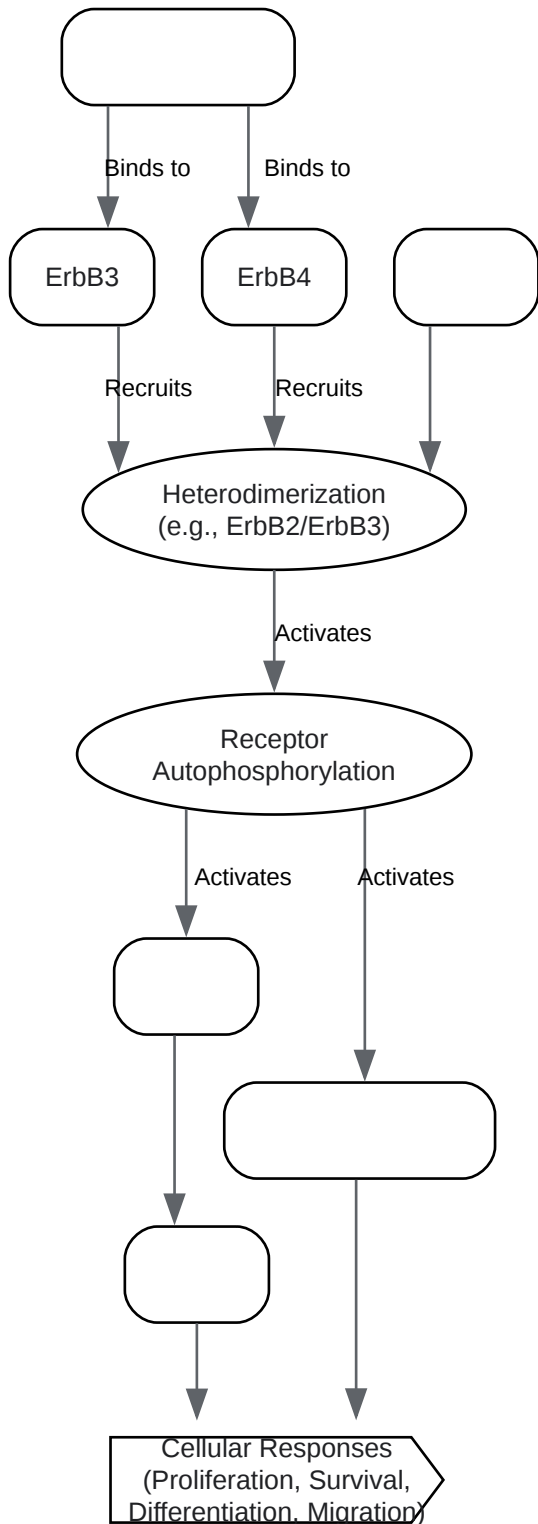 Binds to
Binds to
ErbB3
ErbB4
Recruits
Recruits
Heterodimerization
(e.g., ErbB2/ErbB3)
Activates
Receptor
Autophosphorylation
Activates
Activates
Cellular Responses
(Proliferation, Survival,
Differentiation, Migration)